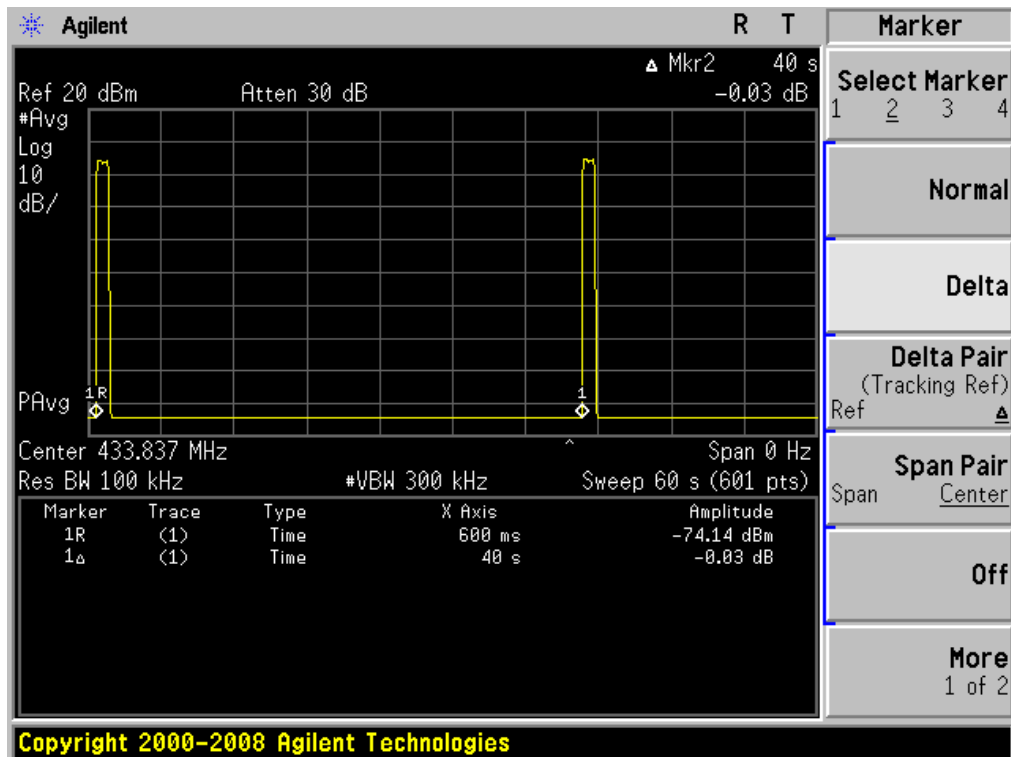 Agilent R T
▵ Mkr2 40 s
Ref 20 dBm Atten 30 dB -0.03 dB
#Avg
Log
10
dB/
1R
1
PAvg
Center 433.837 MHz ^ Span 0 Hz
Res BW 100 kHz #VBW 300 kHz Sweep 60 s (601 pts)
Marker Trace Type X Axis Amplitude
1R (1) Time 600 ms -74.14 dBm
1▵ (1) Time 40 s -0.03 dB
Marker
Select Marker
1 2 3 4
Normal
Delta
Delta Pair
(Tracking Ref)
Ref ▵
Span Pair
Span Center
Off
More
1 of 2
Copyright 2000-2008 Agilent Technologies